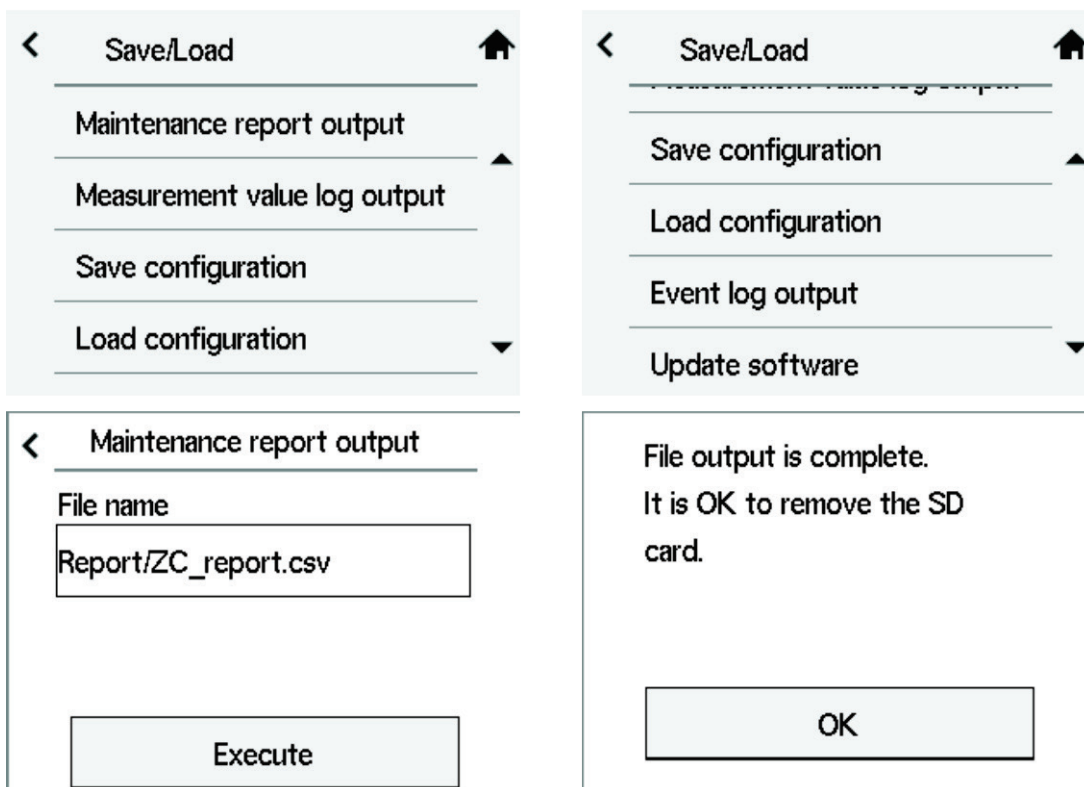 Save/Load
Maintenance report output
Measurement value log output
Save configuration
Load configuration
Save/Load
Save configuration
Load configuration
Event log output
Update software
Maintenance report output
File name
Report/ZC_report.csv
Execute
File output is complete.
It is OK to remove the SD
card.
OK